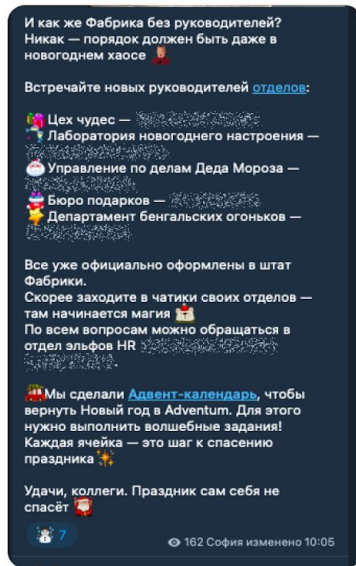 И как же Фабрика без руководителей?
Никак — порядок должен быть даже в
новогоднем хаосе
Встречайте новых руководителей отделов:
Цех чудес —
Лаборатория новогоднего настроения —
Управление по делам Деда Мороза —
Бюро подарков —
Департамент бенгальских огоньков —
Все уже официально оформлены в штат
Фабрики.
Скорее заходите в чатики своих отделов —
там начинается магия
По всем вопросам можно обращаться в
отдел эльфов HR
.
Мы сделали Адвент-календарь, чтобы
вернуть Новый год в Adventum. Для этого
нужно выполнить волшебные задания!
Каждая ячейка — это шаг к спасению
праздника
Удачи, коллеги. Праздник сам себя не
спасёт
7
162 София изменено 10:05